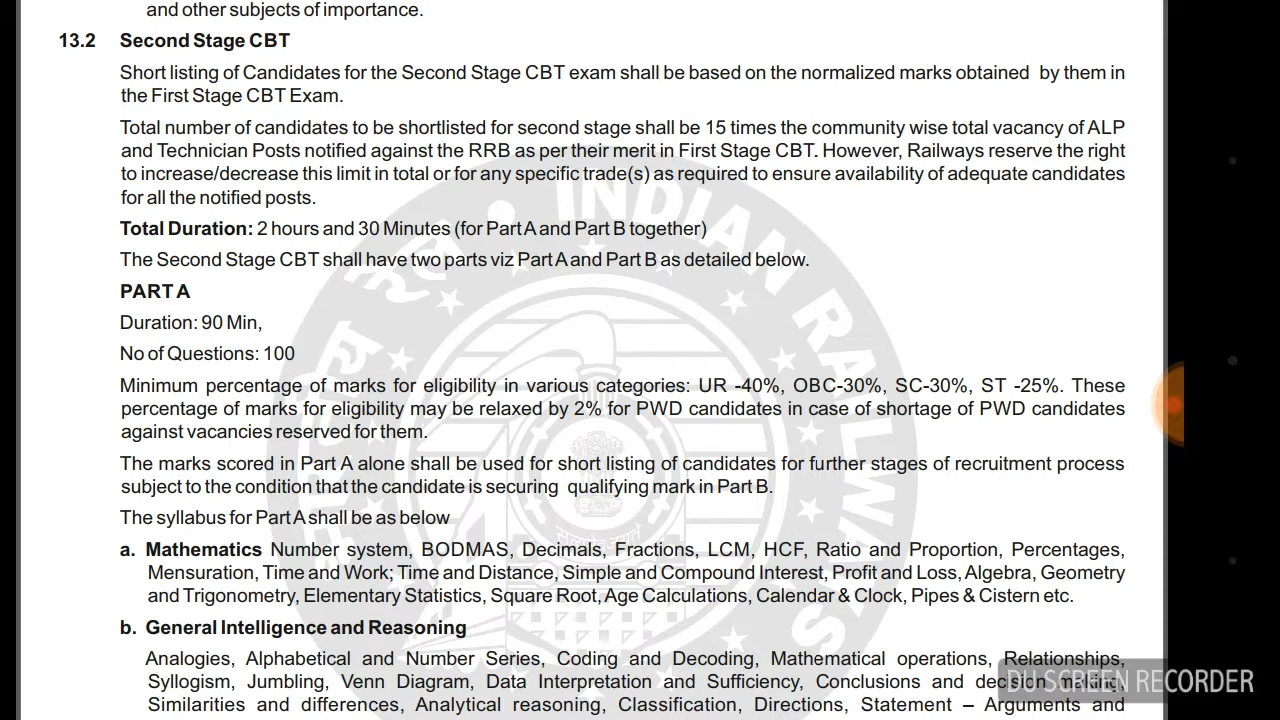 and other subjects of importance.
13.2 Second Stage CBT
Short listing of Candidates for the Second Stage CBT exam shall be based on the normalized marks obtained by them in
the First Stage CBT Exam.
Total number of candidates to be shortlisted for second stage shall be 15 times the community wise total vacancy of ALP
and Technician Posts notified against the RRB as per their merit in First Stage CBT. However, Railways reserve the right
to increase/decrease this limit in total or for any specific trade(s) as required to ensure availability of adequate candidates
for all the notified posts.
Total Duration: 2 hours and 30 Minutes (for Part A and Part B together)
The Second Stage CBT shall have two parts viz Part A and Part B as detailed below.
PART A
Duration: 90 Min,
No of Questions: 100
Minimum percentage of marks for eligibility in various categories: UR -40%, OBC-30%, SC-30%, ST -25%. These
percentage of marks for eligibility may be relaxed by 2% for PWD candidates in case of shortage of PWD candidates
against vacancies reserved for them.
The marks scored in Part A alone shall be used for short listing of candidates for further stages of recruitment process
subject to the condition that the candidate is securing qualifying mark in Part B.
The syllabus for Part A shall be as below
a. Mathematics Number system, BODMAS, Decimals, Fractions, LCM, HCF, Ratio and Proportion, Percentages,
Mensuration, Time and Work; Time and Distance, Simple and Compound Interest, Profit and Loss, Algebra, Geometry
and Trigonometry, Elementary Statistics, Square Root, Age Calculations, Calendar & Clock, Pipes & Cistern etc.
b. General Intelligence and Reasoning
Analogies, Alphabetical and Number Series, Coding and Decoding, Mathematical operations, Relationships,
Syllogism, Jumbling, Venn Diagram, Data Interpretation and Sufficiency, Conclusions and decision making,
Similarities and differences, Analytical reasoning, Classification, Directions, Statement – Arguments and
INDIAN RAILWAYS
DU SCREEN RECORDER